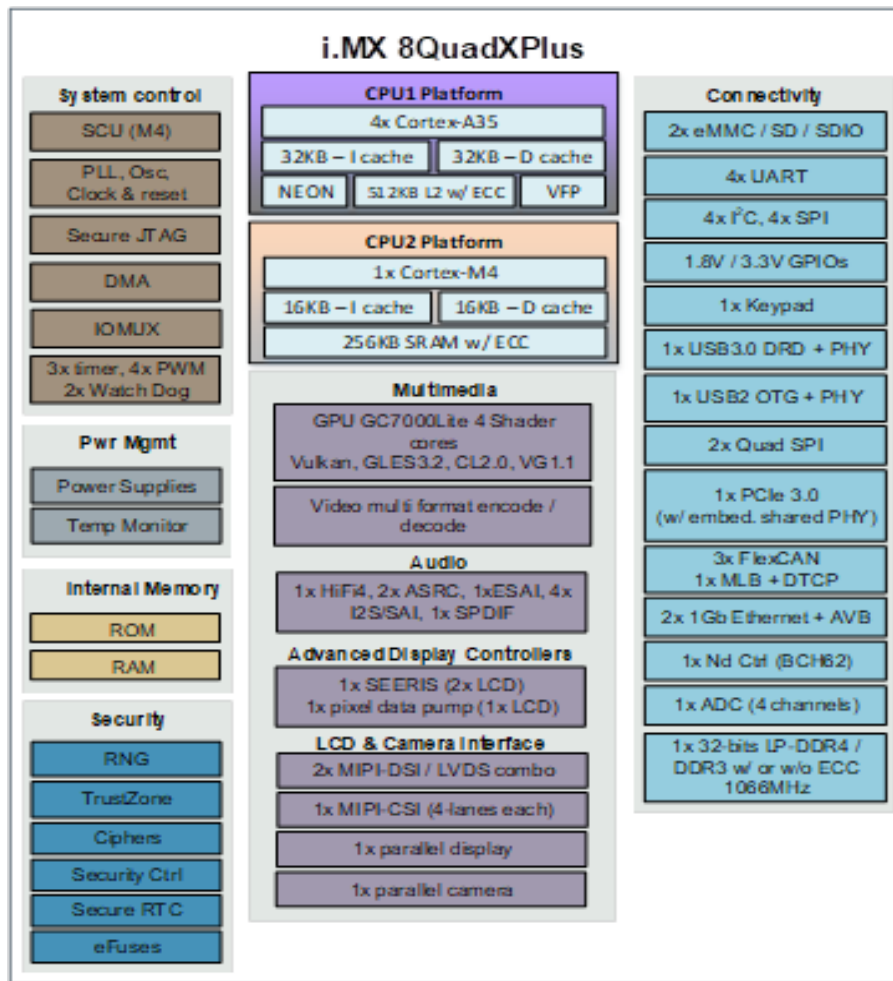 i.MX 8QuadXPlus
System control
SCU (M4)
PLL, Osc,
Clock & reset
Secure JTAG
DMA
IOMUX
3x timer, 4x PWM
2x Watch Dog
Pwr Mgmt
Power Supplies
Temp Monitor
Internal Memory
ROM
RAM
Security
RNG
TrustZone
Ciphers
Security Ctrl
Secure RTC
eFuses
CPU1 Platform
4x Cortex-A35
32KB – I cache
32KB – D cache
NEON
512KB L2 w/ ECC
VFP
CPU2 Platform
1x Cortex-M4
16KB – I cache
16KB – D cache
256KB SRAM w/ ECC
Multimedia
GPU GC7000Lite 4 Shader
cores
Vulkan, GLES3.2, CL2.0, VG1.1
Video multi format encode /
decode
Audio
1x HiFi4, 2x ASRC, 1xESAI, 4x
I2S/SAI, 1x SPDIF
Advanced Display Controllers
1x SEERIS (2x LCD)
1x pixel data pump (1x LCD)
LCD & Camera Interface
2x MIPI-DSI / LVDS combo
1x MIPI-CSI (4-lanes each)
1x parallel display
1x parallel camera
Connectivity
2x eMMC / SD / SDIO
4x UART
4x I²C, 4x SPI
1.8V / 3.3V GPIOs
1x Keypad
1x USB3.0 DRD + PHY
1x USB2 OTG + PHY
2x Quad SPI
1x PCIe 3.0
(w/ embed. shared PHY)
3x FlexCAN
1x MLB + DTCP
2x 1Gb Ethernet + AVB
1x Nd Ctrl (BCH62)
1x ADC (4 channels)
1x 32-bits LP-DDR4 /
DDR3 w/ or w/o ECC
1066MHz